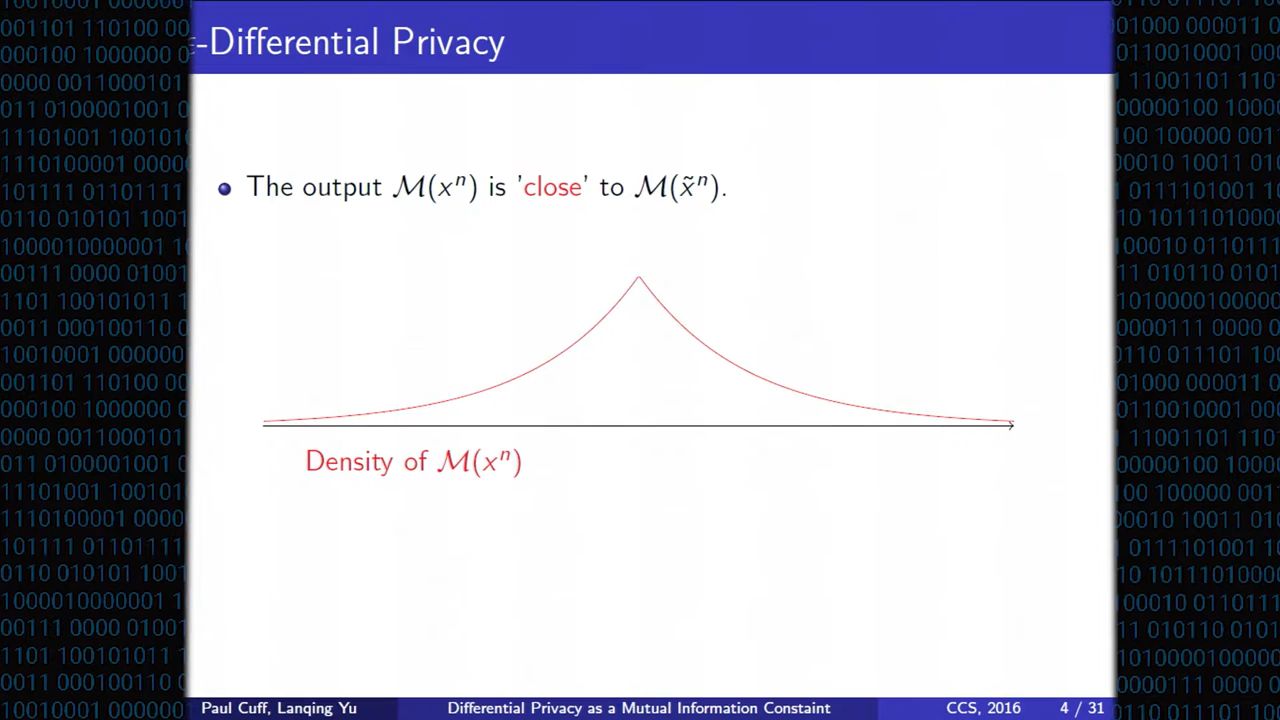 ε-Differential Privacy
The output 𝓜(xⁿ) is 'close' to 𝓜(x̃ⁿ).
Density of 𝓜(xⁿ)
Paul Cuff, Lanqing Yu
Differential Privacy as a Mutual Information Constaint
CCS, 2016
4 / 31